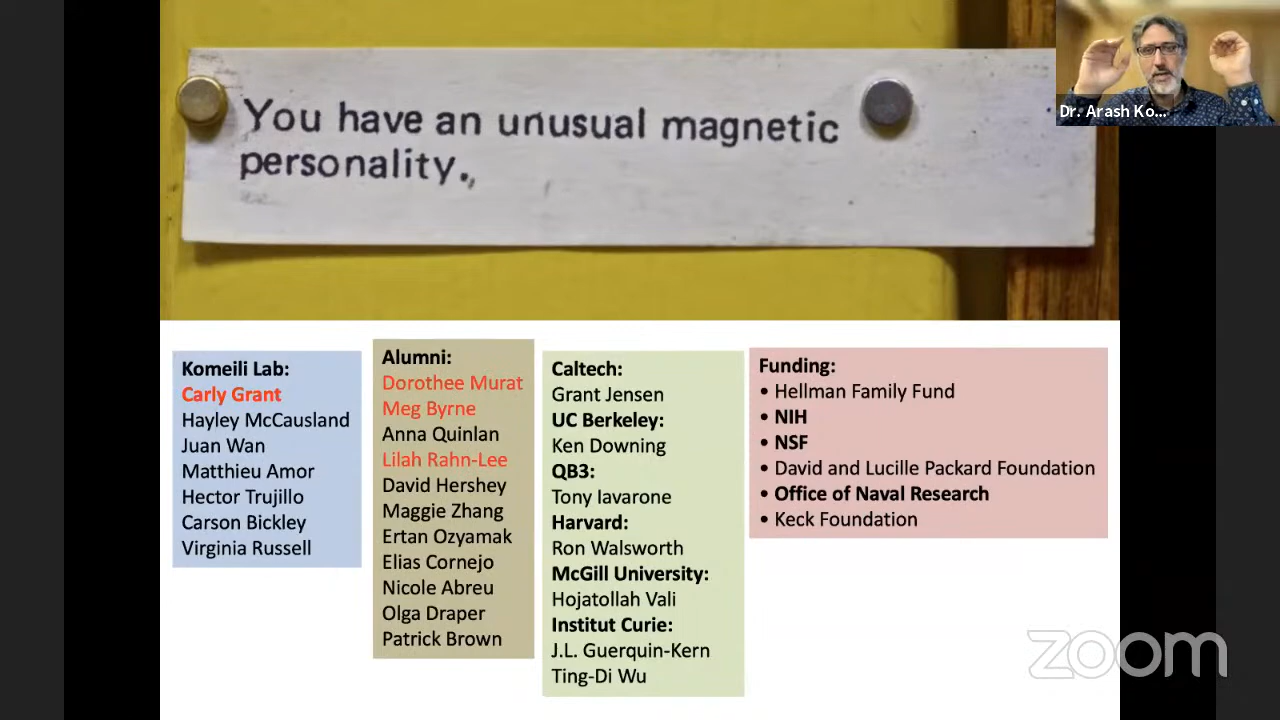 You have an unusual magnetic
personality.,
Dr. Arash Ko...
Komeili Lab:
Carly Grant
Hayley McCausland
Juan Wan
Matthieu Amor
Hector Trujillo
Carson Bickley
Virginia Russell
Alumni:
Dorothee Murat
Meg Byrne
Anna Quinlan
Lilah Rahn-Lee
David Hershey
Maggie Zhang
Ertan Ozyamak
Elias Cornejo
Nicole Abreu
Olga Draper
Patrick Brown
Caltech:
Grant Jensen
UC Berkeley:
Ken Downing
QB3:
Tony Iavarone
Harvard:
Ron Walsworth
McGill University:
Hojatollah Vali
Institut Curie:
J.L. Guerquin-Kern
Ting-Di Wu
Funding:
• Hellman Family Fund
• NIH
• NSF
• David and Lucille Packard Foundation
• Office of Naval Research
• Keck Foundation
zoom